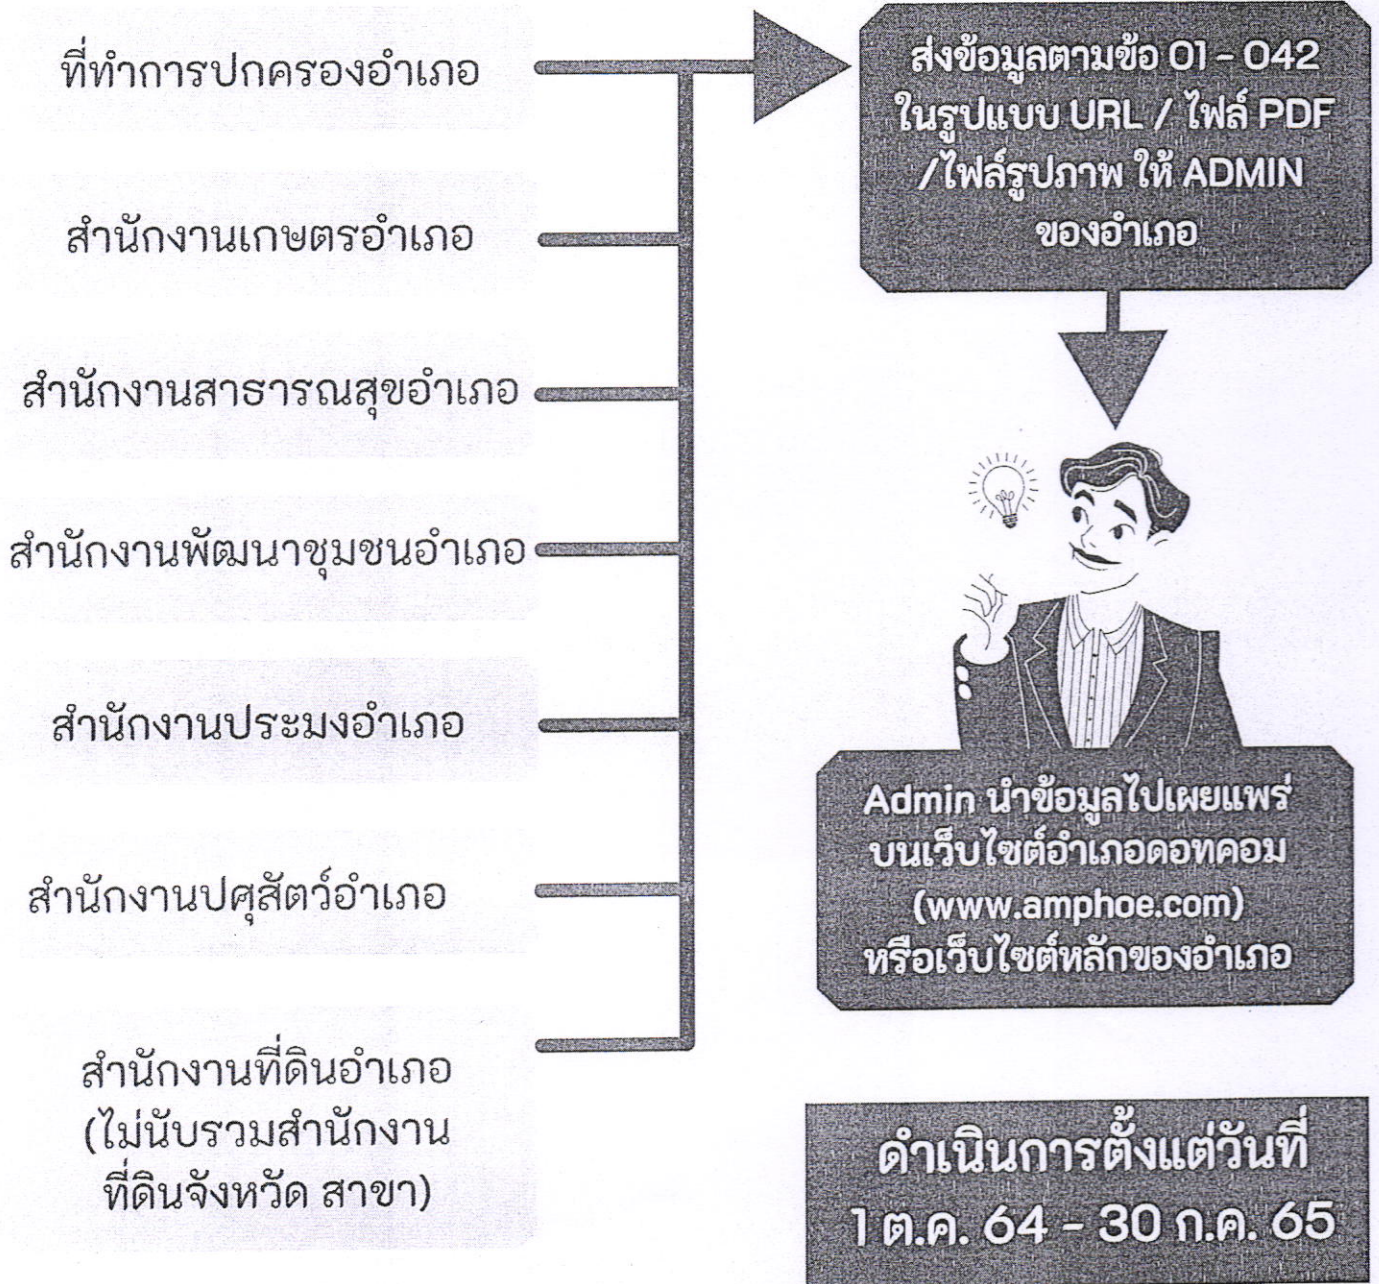 ที่ทำการปกครองอำเภอ
สำนักงานเกษตรอำเภอ
สำนักงานสาธารณสุขอำเภอ
สำนักงานพัฒนาชุมชนอำเภอ
สำนักงานประมงอำเภอ
สำนักงานปศุสัตว์อำเภอ
สำนักงานที่ดินอำเภอ
(ไม่นับรวมสำนักงาน
ที่ดินจังหวัด สาขา)
ส่งข้อมูลตามข้อ O1 - O42
ในรูปแบบ URL / ไฟล์ PDF
/ไฟล์รูปภาพ ให้ ADMIN
ของอำเภอ
Admin นำข้อมูลไปเผยแพร่
บนเว็บไซต์อำเภอดอทคอม
(www.amphoe.com)
หรือเว็บไซต์หลักของอำเภอ
ดำเนินการตั้งแต่วันที่
1 ต.ค. 64 - 30 ก.ค. 65